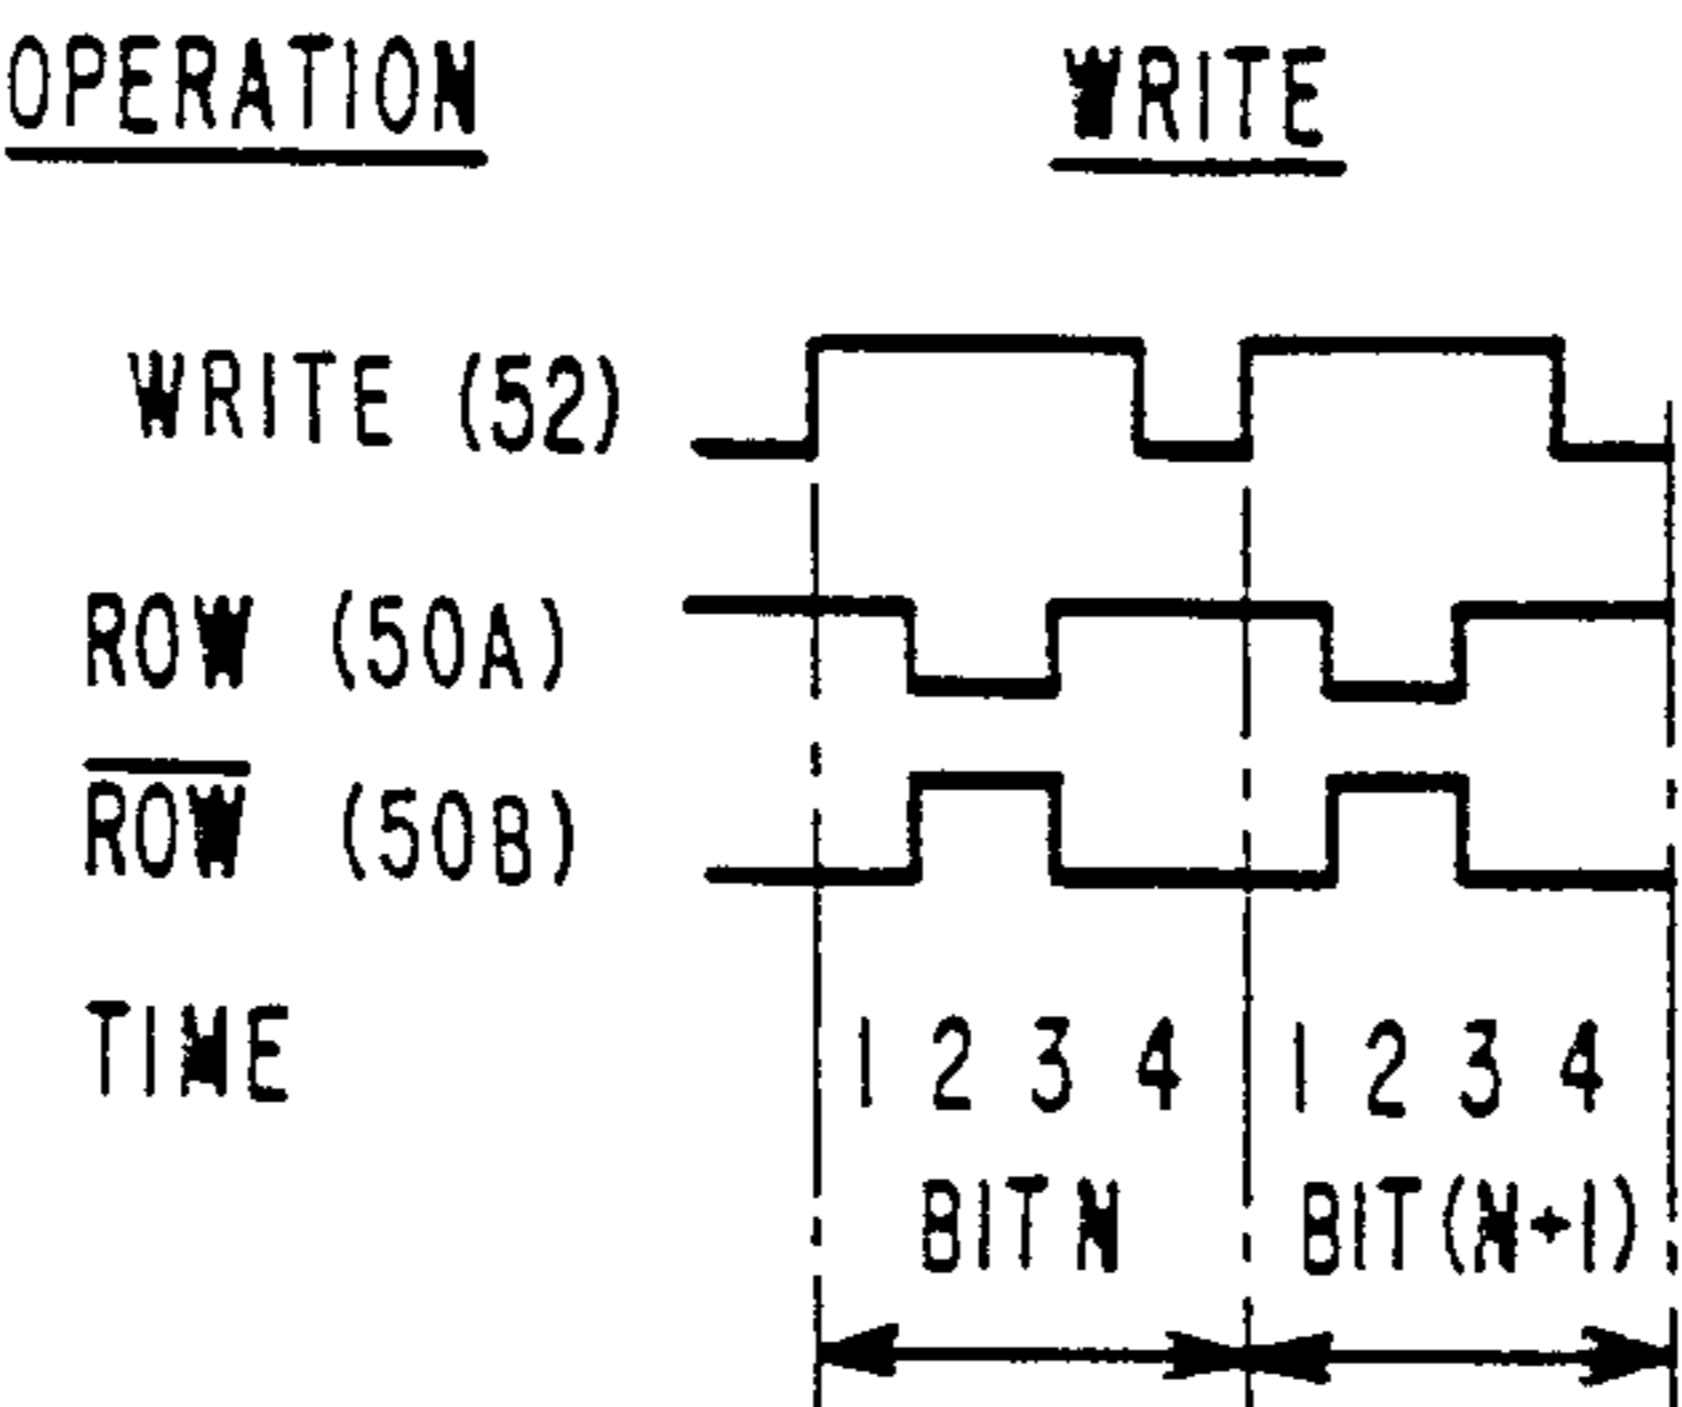 OPERATION WRITE
WRITE (52)
ROW (50A)
ROW (50B)
TIME 1 2 3 4 1 2 3 4
BIT N BIT (N+1)